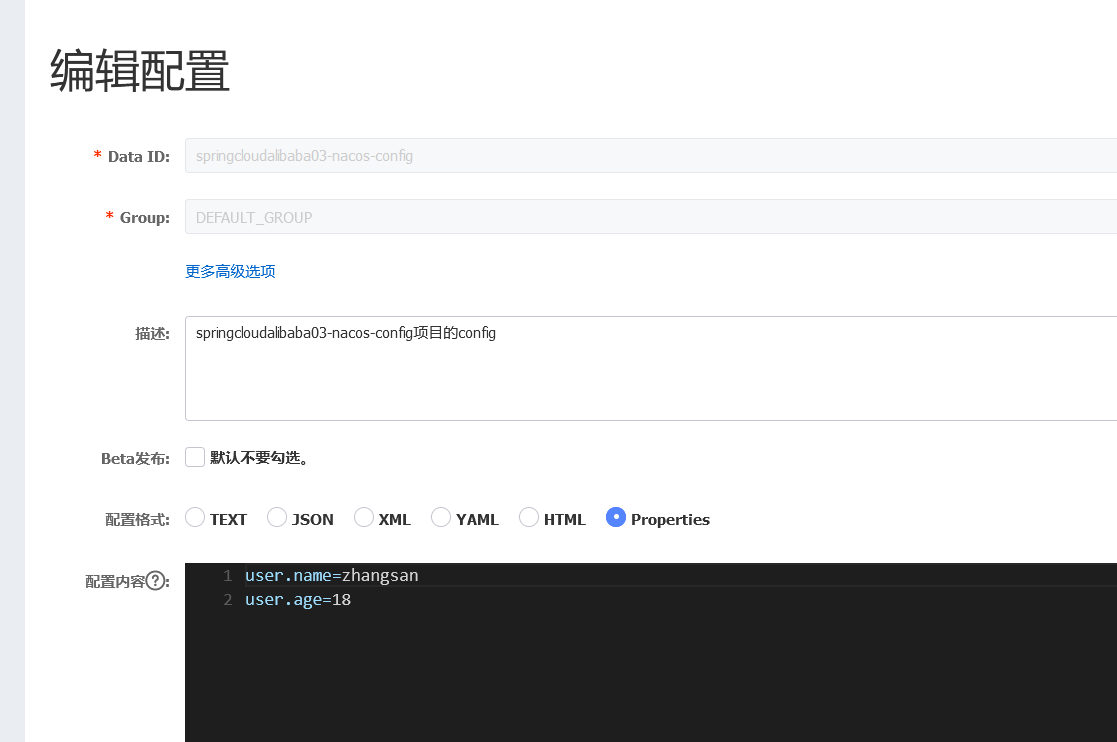 编辑配置
* Data ID: springcloudalibaba03-nacos-config
* Group: DEFAULT_GROUP
更多高级选项
描述: springcloudalibaba03-nacos-config项目的config
Beta发布: 默认不要勾选。
配置格式: TEXT JSON XML YAML HTML Properties
配置内容?: 1 user.name=zhangsan
2 user.age=18